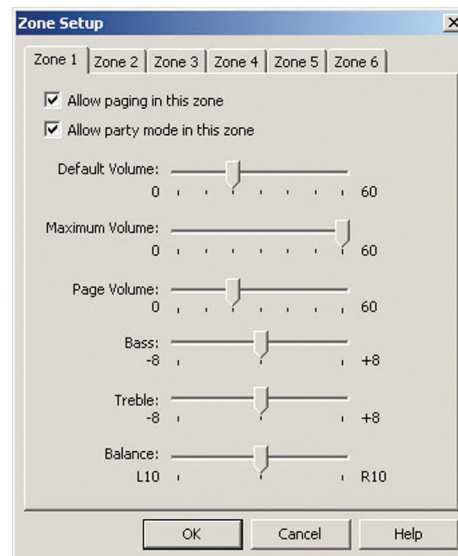 Zone Setup
Zone 1 Zone 2 Zone 3 Zone 4 Zone 5 Zone 6
Allow paging in this zone
Allow party mode in this zone
Default Volume:
0 60
Maximum Volume:
0 60
Page Volume:
0 60
Bass:
-8 +8
Treble:
-8 +8
Balance:
L10 R10
OK Cancel Help